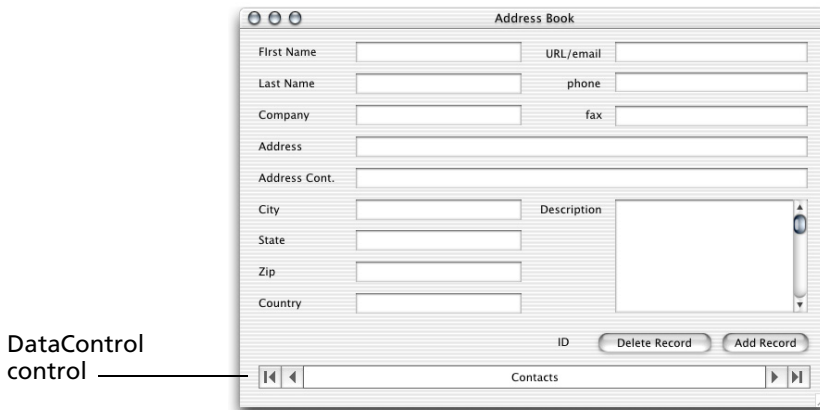 Address Book
FIrst Name
URL/email
Last Name
phone
Company
fax
Address
Address Cont.
City
Description
State
Zip
Country
ID
Delete Record
Add Record
DataControl
control
Contacts